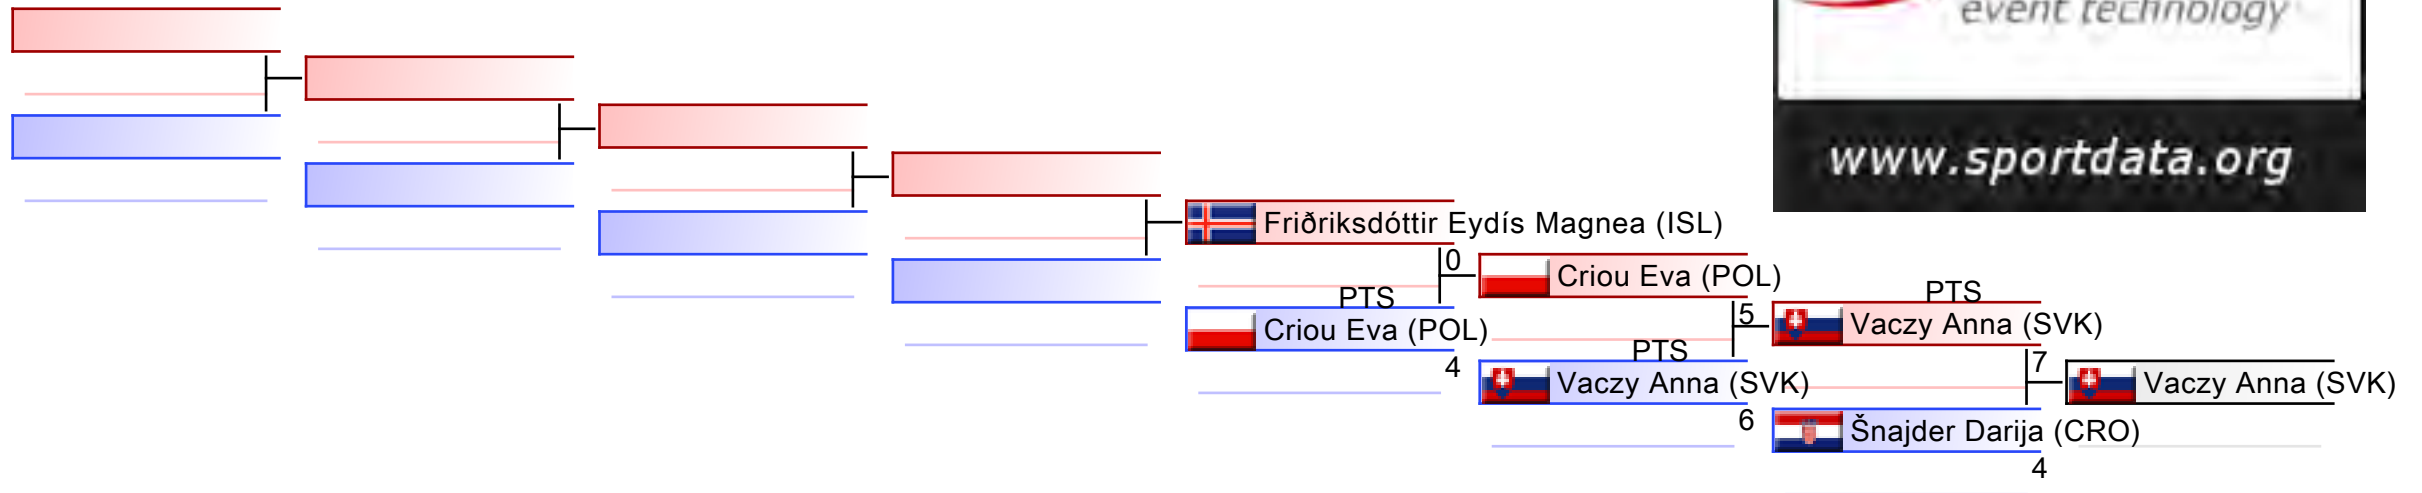 event technology
www.sportdata.org
Friðriksdóttir Eydís Magnea (ISL)
0
Criou Eva (POL)
PTS
PTS
5
Criou Eva (POL)
Vaczy Anna (SVK)
PTS
4
7
Vaczy Anna (SVK)
Vaczy Anna (SVK)
6
Šnajder Darija (CRO)
4